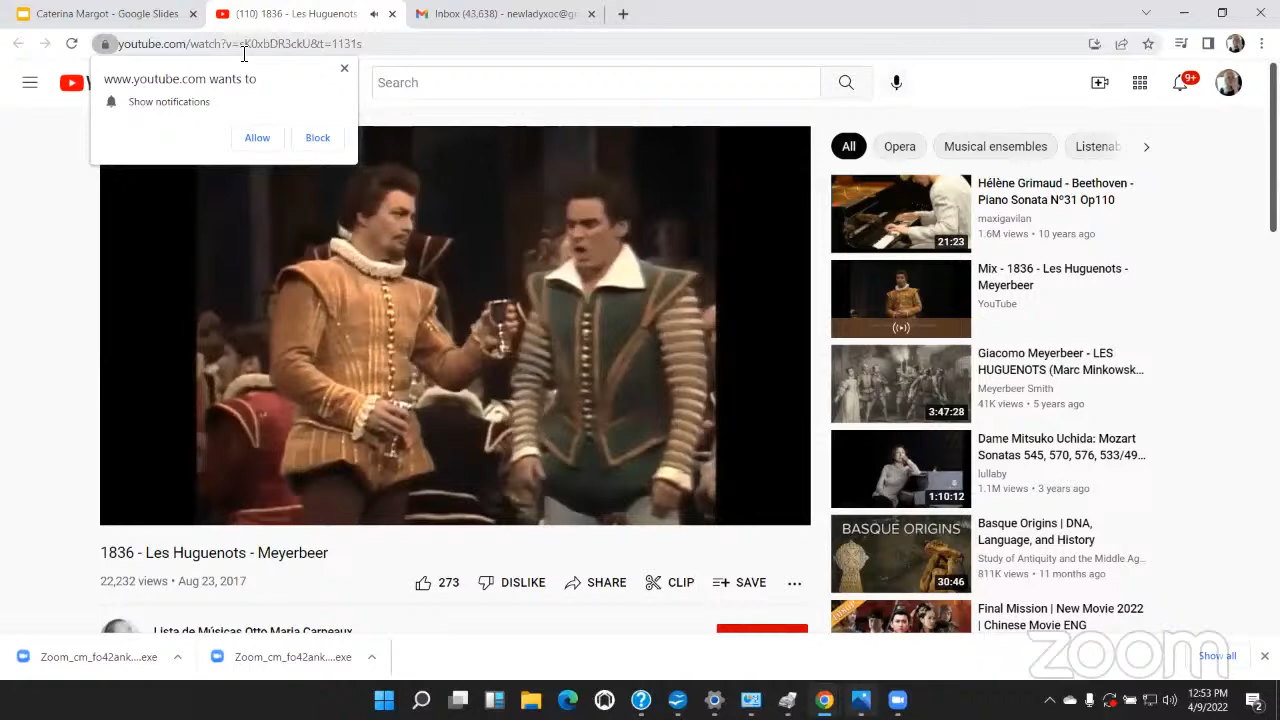 Caterina Margot - Google Slides
(110) 1836 - Les Huguenots
Inbox (43,638) - newladyxoc@gm
youtube.com/watch?v=sK0xbDR3ckU&t=1131s
www.youtube.com wants to
Show notifications
Allow
Block
Search
9+
All
Opera
Musical ensembles
Listenab
Hélène Grimaud - Beethoven -
Piano Sonata Nº31 Op110
maxigavilan
1.6M views • 10 years ago
21:23
Mix - 1836 - Les Huguenots -
Meyerbeer
YouTube
Giacomo Meyerbeer - LES
HUGUENOTS (Marc Minkowsk...
Meyerbeer Smith
41K views • 5 years ago
3:47:28
Dame Mitsuko Uchida: Mozart
Sonatas 545, 570, 576, 533/49...
lullaby
1.1M views • 3 years ago
1:10:12
BASQUE ORIGINS
Basque Origins | DNA,
Language, and History
Study of Antiquity and the Middle Ag...
811K views • 11 months ago
30:46
Final Mission | New Movie 2022
| Chinese Movie ENG
1836 - Les Huguenots - Meyerbeer
22,232 views • Aug 23, 2017
273
DISLIKE
SHARE
CLIP
SAVE
Lista de Músicas Otto Maria Carpeaux
Zoom_cm_fo42ank....exe
Zoom_cm_fo42ank....exe
Show all
zoom
12:53 PM
4/9/2022
2